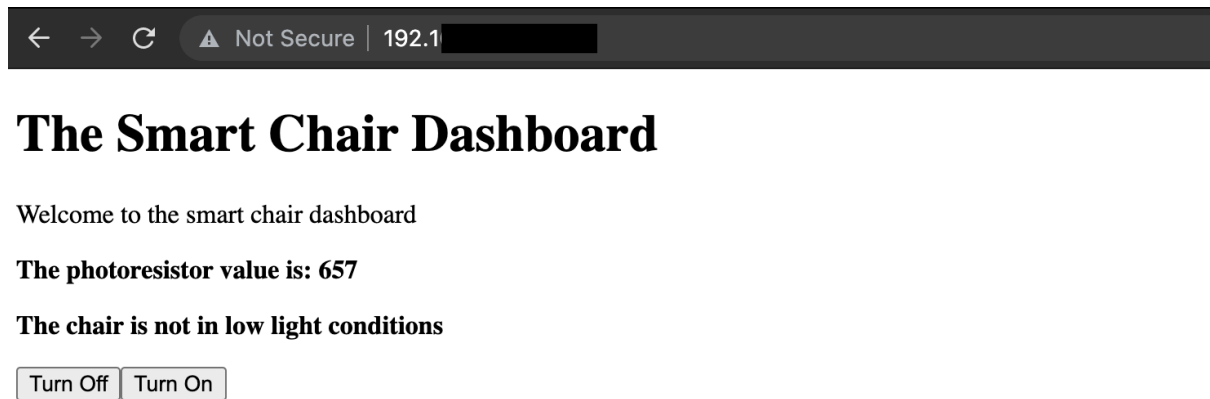 Not Secure | 192.1
The Smart Chair Dashboard
Welcome to the smart chair dashboard
The photoresistor value is: 657
The chair is not in low light conditions
Turn Off Turn On